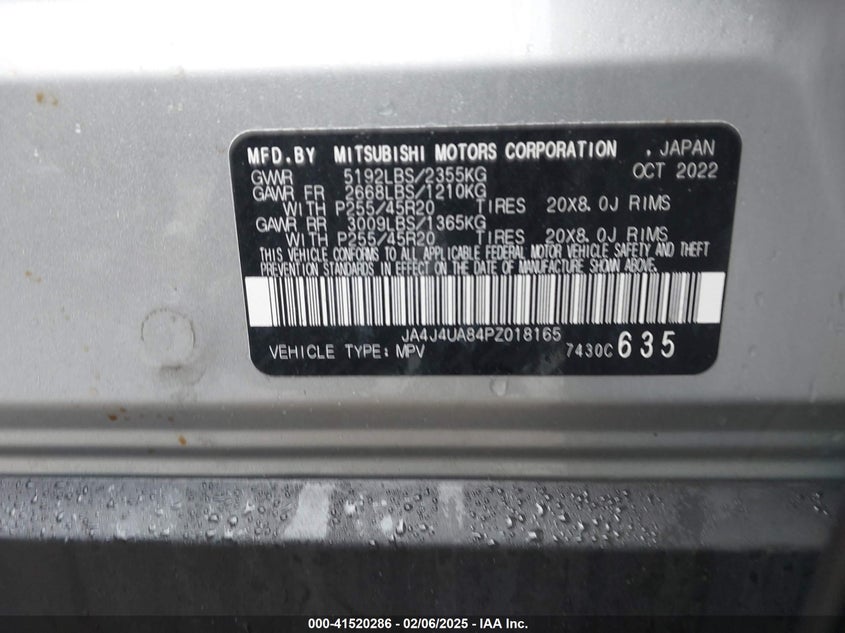 MFD.BY MITSUBISHI MOTORS CORPORATION , JAPAN
GVWR 5192LBS/2355KG OCT 2022
GAWR FR 2668LBS/1210KG
WITH P255/45R20 TIRES 20X8.0J RIMS
GAWR RR 3009LBS/1365KG
WITH P255/45R20 TIRES 20X8.0J RIMS
THIS VEHICLE CONFORMS TO ALL APPLICABLE FEDERAL MOTOR VEHICLE SAFETY AND THEFT
PREVENTION STANDARDS IN EFFECT ON THE DATE OF MANUFACTURE SHOWN ABOVE.
JA4J4UA84PZ018165
VEHICLE TYPE: MPV 7430C 635
000-41520286 - 02/06/2025 - IAA Inc.